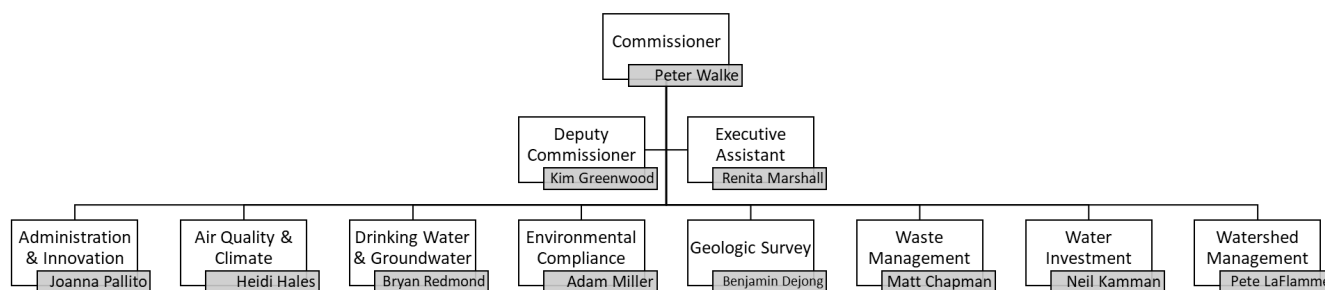 Commissioner
Peter Walke
Deputy
Commissioner
Kim Greenwood
Executive
Assistant
Renita Marshall
Administration
& Innovation
Joanna Pallito
Air Quality &
Climate
Heidi Hales
Drinking Water
& Groundwater
Bryan Redmond
Environmental
Compliance
Adam Miller
Geologic Survey
Benjamin Dejong
Waste
Management
Matt Chapman
Water
Investment
Neil Kamman
Watershed
Management
Pete LaFlamme